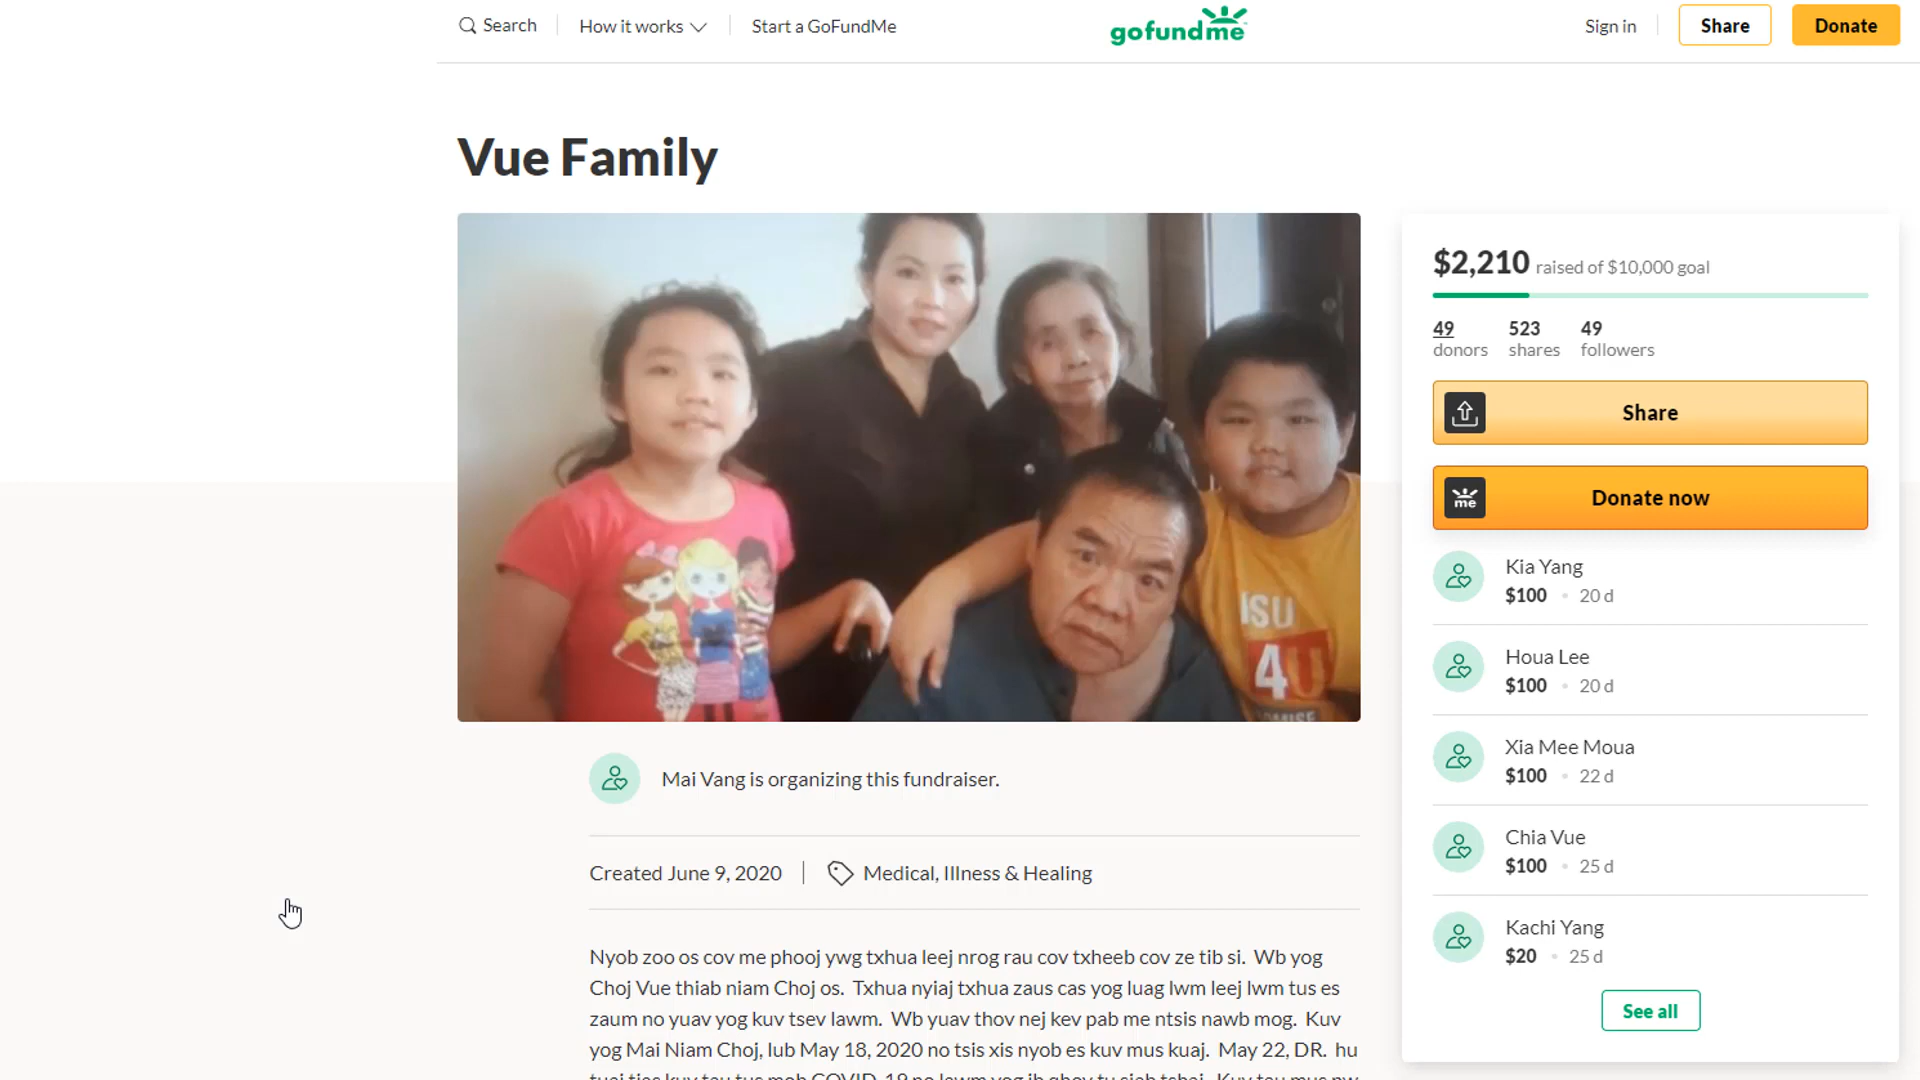 Search
How it works
Start a GoFundMe
gofundme
Sign in
Share
Donate
Vue Family
ISU
4U
$2,210 raised of $10,000 goal
49 donors
523 shares
49 followers
Share
me
Donate now
Kia Yang
$100 • 20 d
Houa Lee
$100 • 20 d
Xia Mee Moua
$100 • 22 d
Chia Vue
$100 • 25 d
Kachi Yang
$20 • 25 d
See all
Mai Vang is organizing this fundraiser.
Created June 9, 2020
Medical, Illness & Healing
Nyob zoo os cov me phooj ywg txhua leej nrog rau cov txheeb cov ze tib si. Wb yog
Choj Vue thiab niam Choj os. Txhua nyiaj txhua zaus cas yog luag lwm leej lwm tus es
zaum no yuav yog kuv tsev lawm. Wb yuav thov nej kev pab me ntsis nawb mog. Kuv
yog Mai Niam Choj, lub May 18, 2020 no tsis xis nyob es kuv mus kuaj. May 22, DR. hu